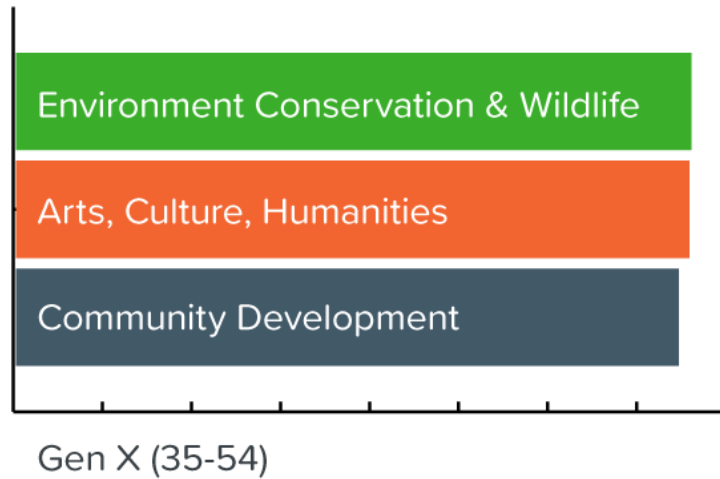 Environment Conservation & Wildlife
Arts, Culture, Humanities
Community Development
Gen X (35-54)